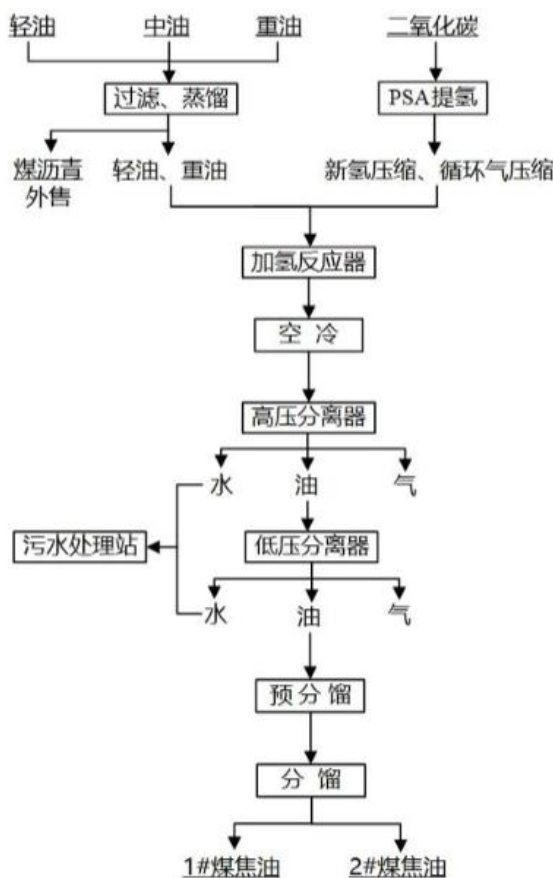 轻油 中油 重油 二氧化碳
过滤、蒸馏 PSA提氢
煤沥青 轻油、重油 新氢压缩、循环气压缩
外售
加氢反应器
空 冷
高压分离器
水 油 气
污水处理站 低压分离器
水 油 气
预分馏
分 馏
1#煤焦油 2#煤焦油